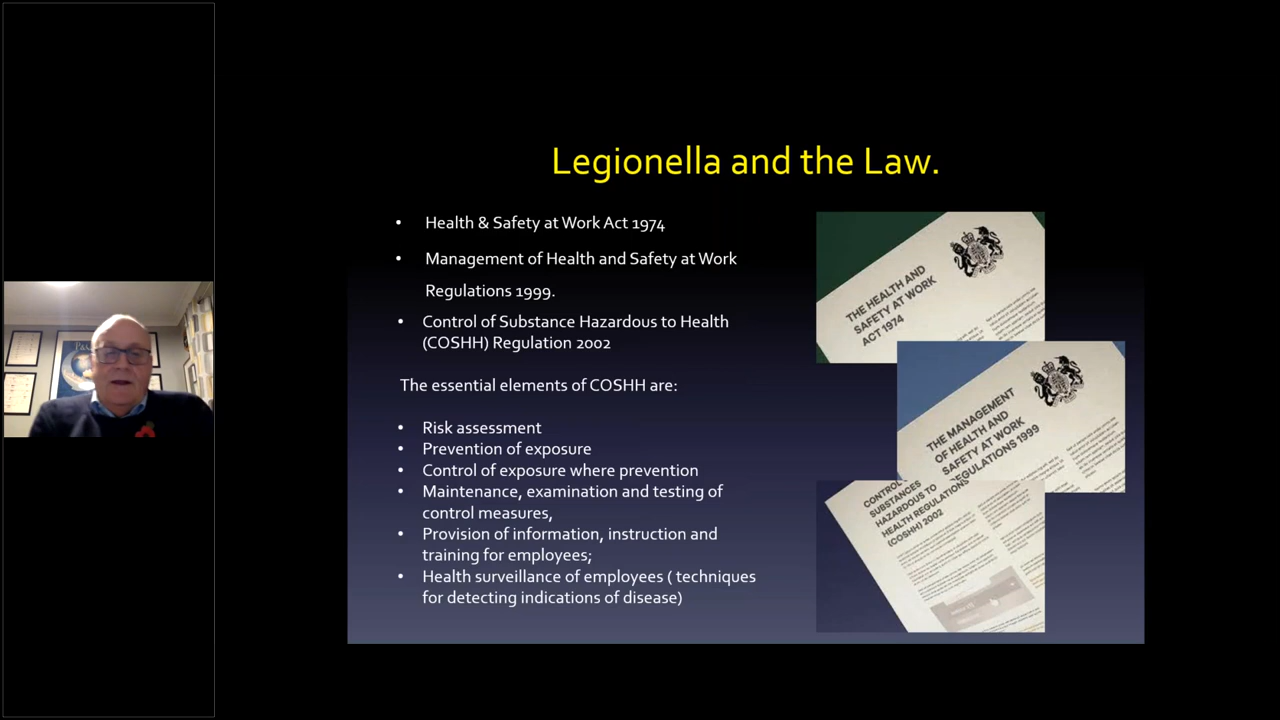 Legionella and the Law.
• Health & Safety at Work Act 1974
• Management of Health and Safety at Work
Regulations 1999.
• Control of Substance Hazardous to Health
(COSHH) Regulation 2002
The essential elements of COSHH are:
• Risk assessment
• Prevention of exposure
• Control of exposure where prevention
• Maintenance, examination and testing of
control measures,
• Provision of information, instruction and
training for employees;
• Health surveillance of employees ( techniques
for detecting indications of disease)
THE HEALTH AND
SAFETY AT WORK
ACT 1974
THE MANAGEMENT
OF HEALTH AND
SAFETY AT WORK
REGULATIONS 1999
CONTROL
SUBSTANCES
HAZARDOUS TO
HEALTH REGULATIONS
(COSHH) 2002